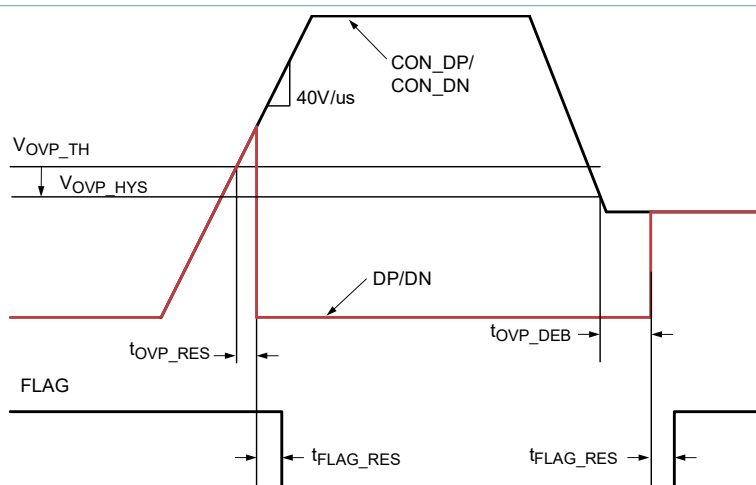 CON_DP/
CON_DN
40V/us
VOVP_TH
VOVP_HYS
DP/DN
tOVP_RES
tOVP_DEB
FLAG
tFLAG_RES
tFLAG_RES